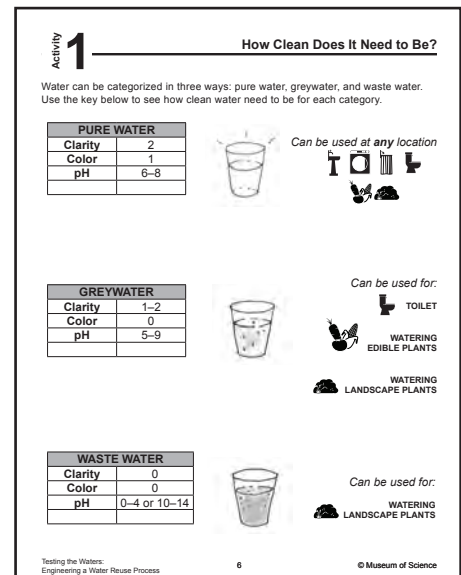 Activity
1
How Clean Does It Need to Be?
Water can be categorized in three ways: pure water, greywater, and waste water.
Use the key below to see how clean water need to be for each category.
PURE WATER
Clarity 2
Color 1
pH 6–8
Can be used at any location
GREYWATER
Clarity 1–2
Color 0
pH 5–9
Can be used for:
TOILET
WATERING
EDIBLE PLANTS
WATERING
LANDSCAPE PLANTS
WASTE WATER
Clarity 0
Color 0
pH 0–4 or 10–14
Can be used for:
WATERING
LANDSCAPE PLANTS
Testing the Waters:
Engineering a Water Reuse Process
6
© Museum of Science